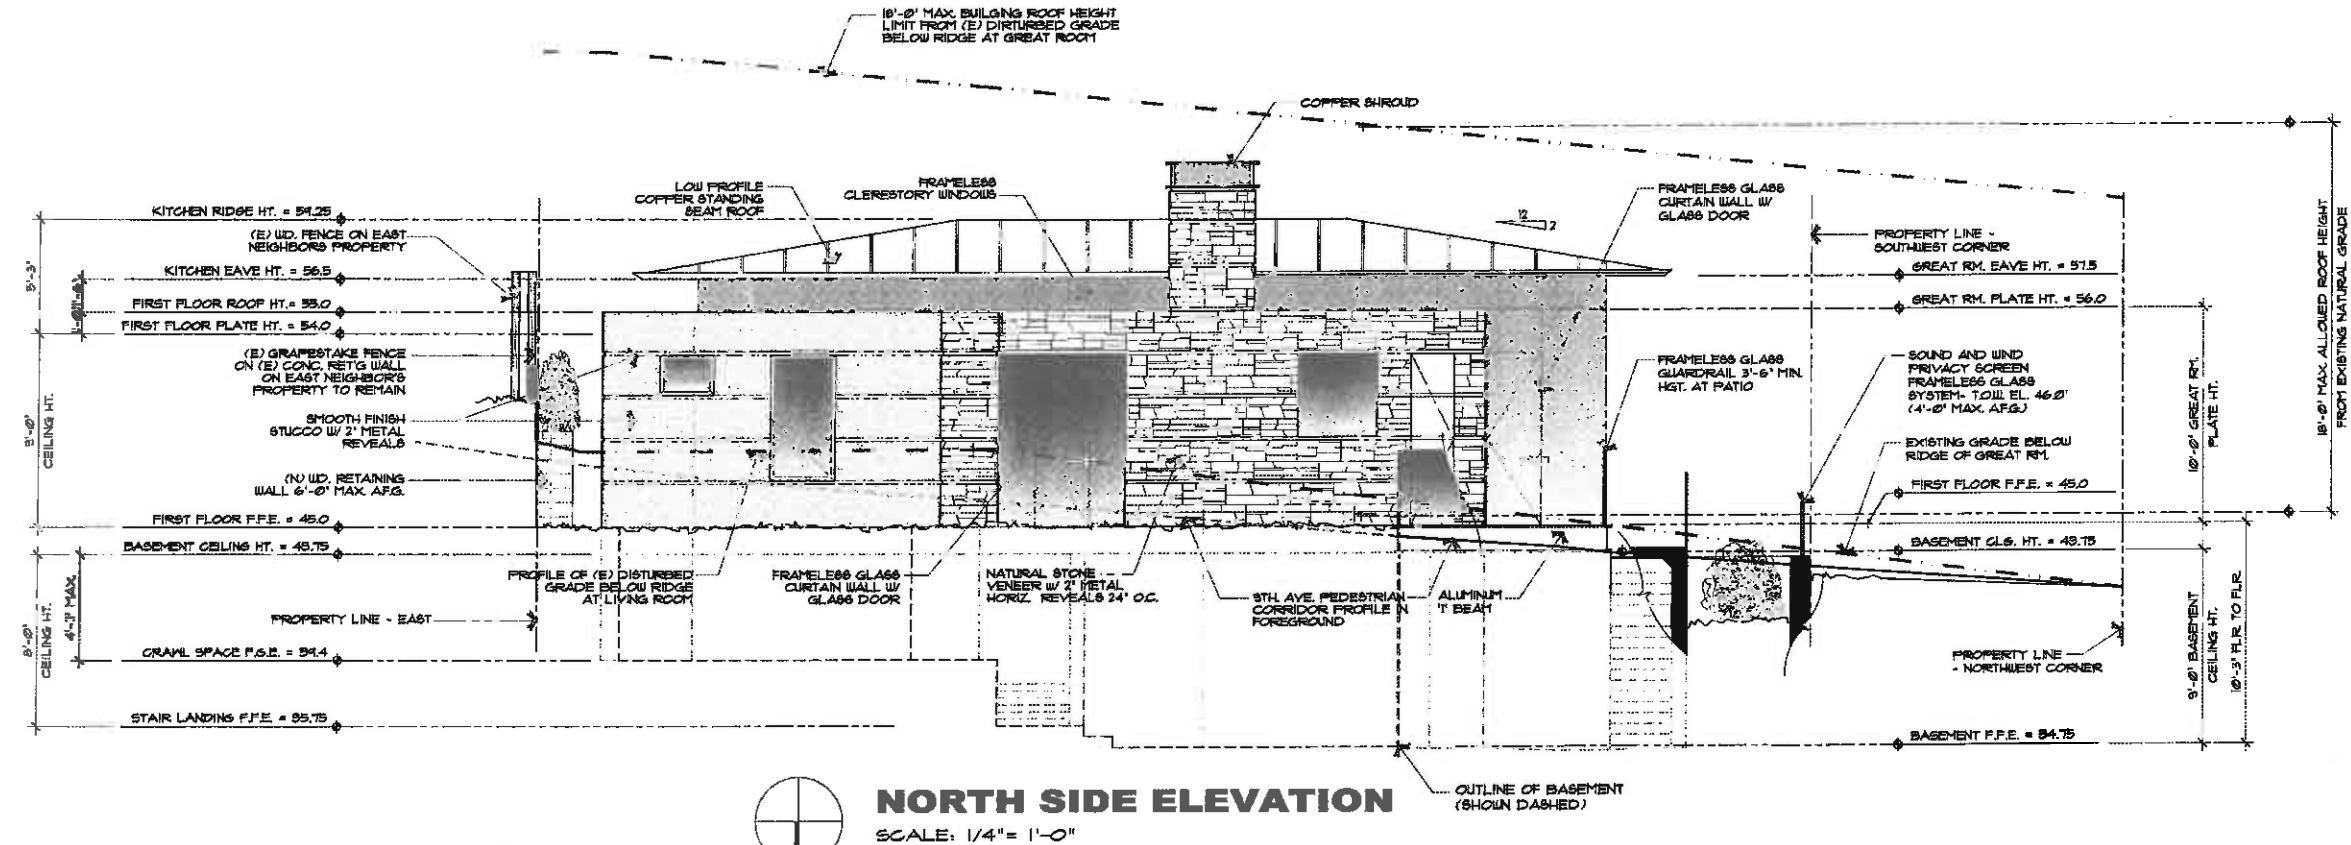 18'-0" MAX. BUILDING ROOF HEIGHT
LIMIT FROM (E) DIRTURBED GRADE
BELOW RIDGE AT GREAT ROOM
COPPER SHROUD
LOW PROFILE
COPPER STANDING
SEAM ROOF
FRAMELESS
CLERESTORY WINDOWS
FRAMELESS GLASS
CURTAIN WALL W/
GLASS DOOR
12
2
PROPERTY LINE -
SOUTHWEST CORNER
KITCHEN RIDGE HT. = 59.25
(E) WD. FENCE ON EAST
NEIGHBORS PROPERTY
KITCHEN EAVE HT. = 56.5
FIRST FLOOR ROOF HT.= 55.0
FIRST FLOOR PLATE HT. = 54.0
(E) GRAPESTAKE FENCE
ON (E) CONC. RET'G WALL
ON EAST NEIGHBOR'S
PROPERTY TO REMAIN
SMOOTH FINISH
STUCCO W/ 2" METAL
REVEALS
(N) WD. RETAINING
WALL 6'-0" MAX. A.F.G.
FIRST FLOOR F.F.E. = 45.0
BASEMENT CEILING HT. = 43.75
PROPERTY LINE - EAST
CRAWL SPACE F.G.E. = 39.4
STAIR LANDING F.F.E. = 35.75
5'-3"
9'-0"
CEILING HT.
8'-0"
CEILING HT.
4'-1" MAX.
PROFILE OF (E) DISTURBED
GRADE BELOW RIDGE
AT LIVING ROOM
FRAMELESS GLASS
CURTAIN WALL W/
GLASS DOOR
NATURAL STONE
VENEER W/ 2" METAL
HORIZ. REVEALS 24" O.C.
5TH. AVE. PEDESTRIAN
CORRIDOR PROFILE IN
FOREGROUND
ALUMINUM
'T' BEAM
GREAT RM. EAVE HT. = 57.5
GREAT RM. PLATE HT. = 56.0
FRAMELESS GLASS
GUARDRAIL 3'-6" MIN.
HGT. AT PATIO
SOUND AND WIND
PRIVACY SCREEN
FRAMELESS GLASS
SYSTEM- T.O.W. EL. 46.0'
(4'-0" MAX. A.F.G.)
EXISTING GRADE BELOW
RIDGE OF GREAT RM.
FIRST FLOOR F.F.E. = 45.0
BASEMENT CLG. HT. = 43.75
PROPERTY LINE
- NORTHWEST CORNER
BASEMENT F.F.E. = 34.75
10'-0" GREAT RM.
PLATE HT.
18'-0" MAX. ALLOWED ROOF HEIGHT
FROM EXISTING NATURAL GRADE
9'-0" BASEMENT
CEILING HT.
10'-3" FLR. TO FLR.
OUTLINE OF BASEMENT
(SHOWN DASHED)
NORTH SIDE ELEVATION
SCALE: 1/4"= 1'-0"